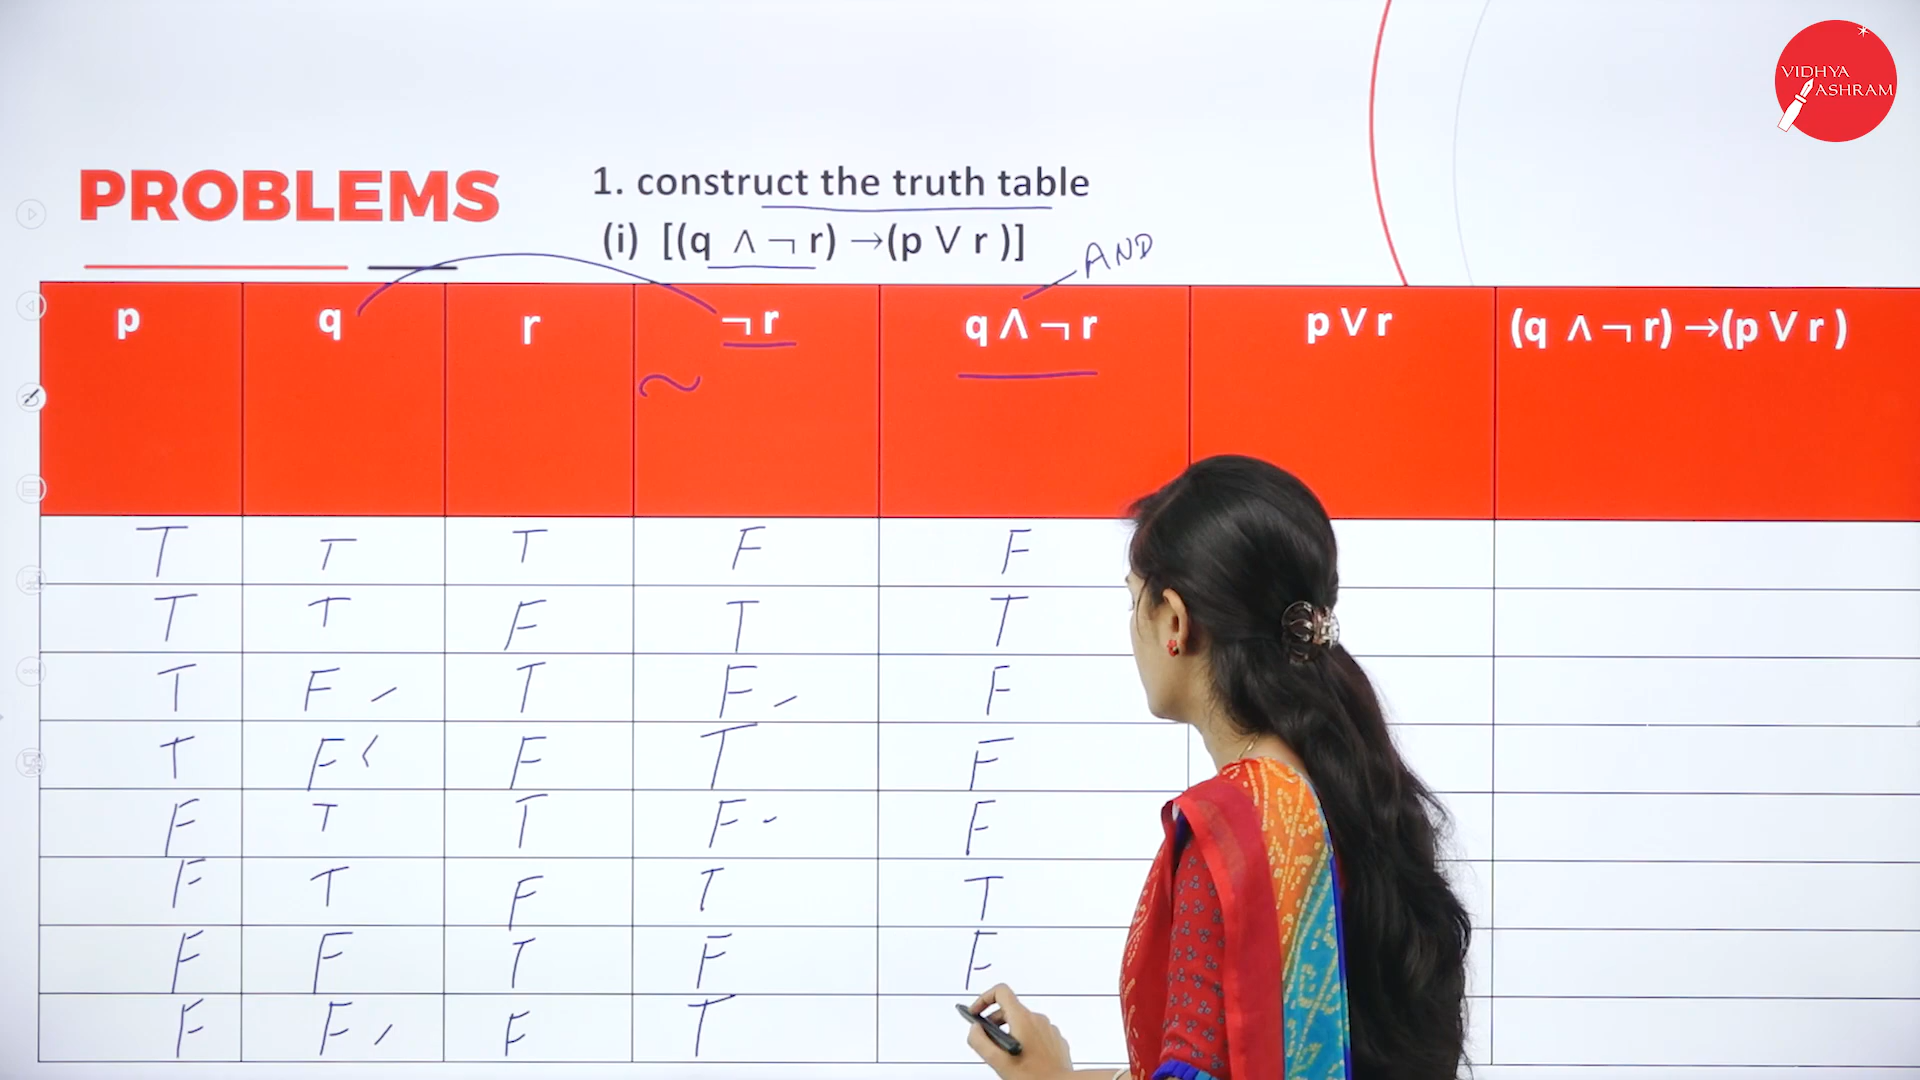 VIDHYA
ASHRAM
PROBLEMS
1. construct the truth table
(i) [(q ∧ ¬ r) →(p ∨ r )]
AND
p q r ¬ r q ∧ ¬ r p ∨ r (q ∧ ¬ r) →(p ∨ r )
~
T T T F F
T T F T T
T F T F F
T F F T F
F T T F F
F T F T T
F F T F F
F F F T